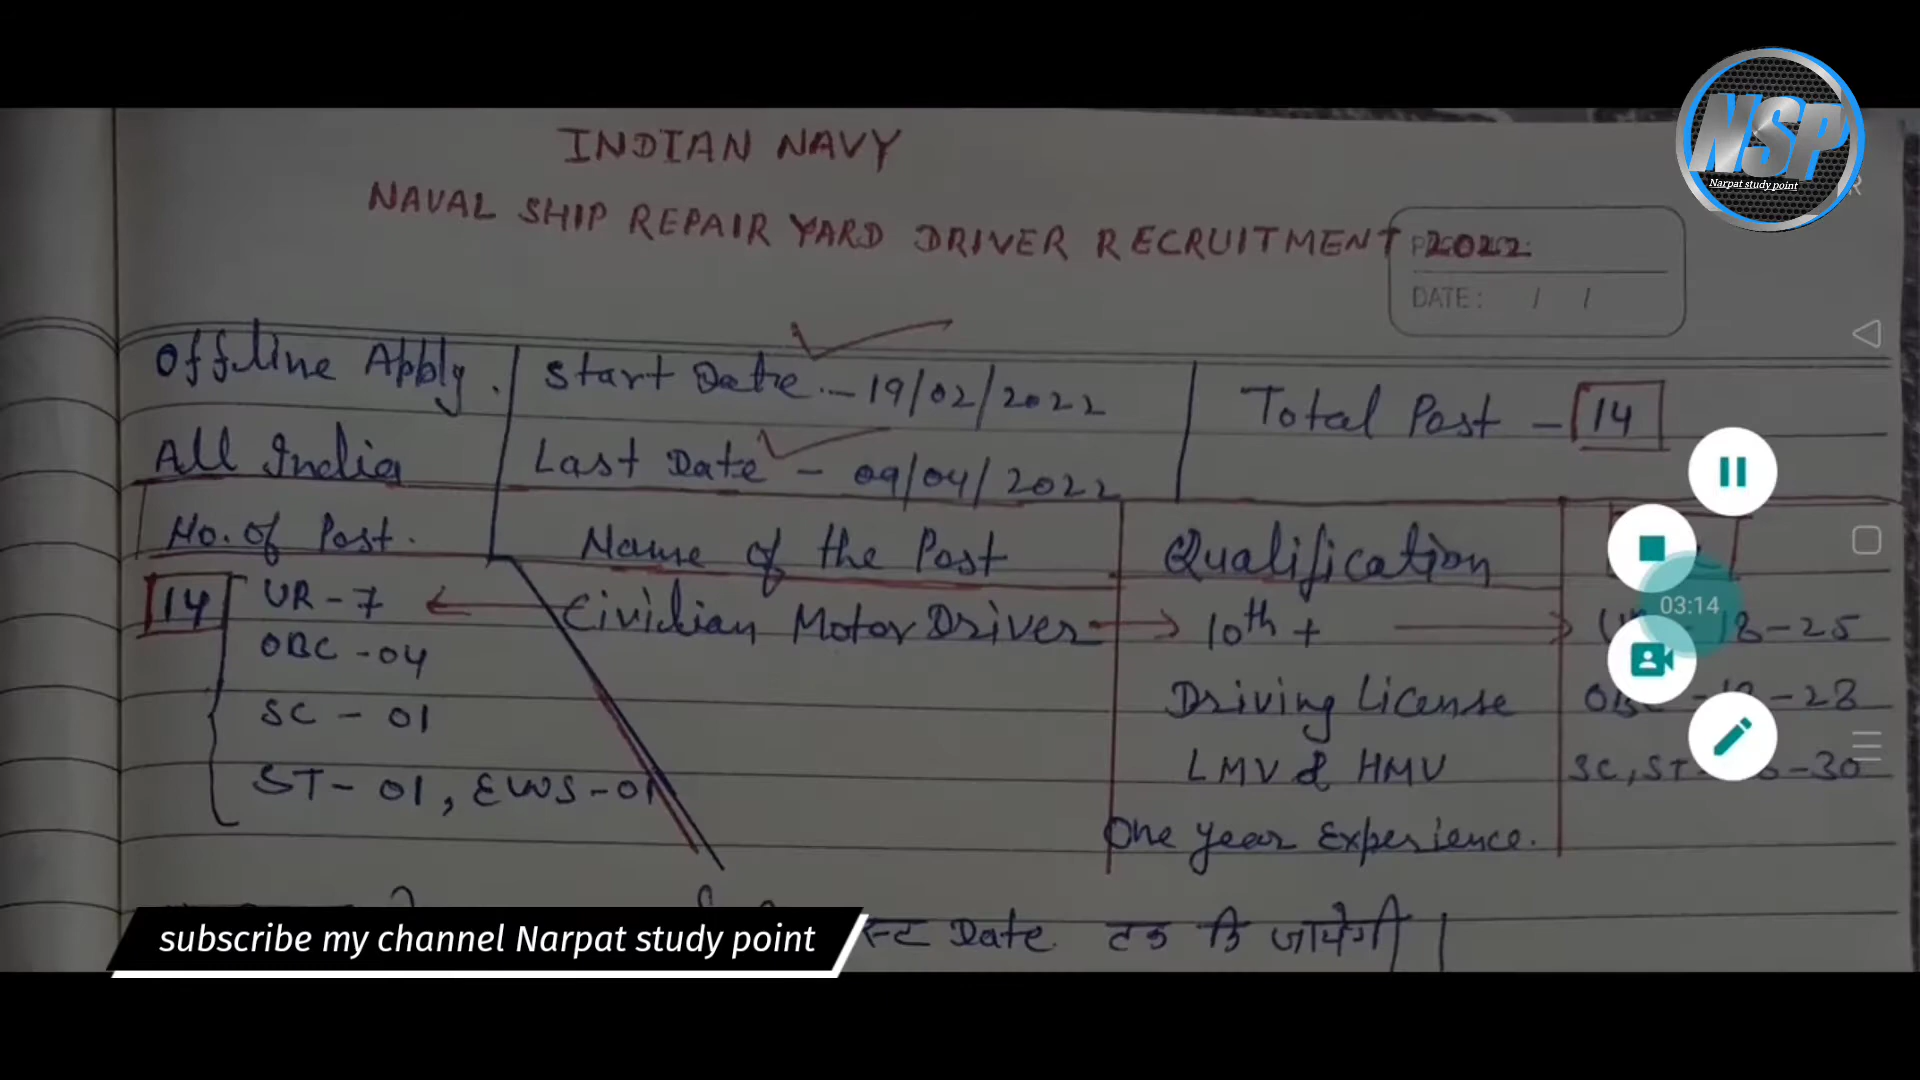 INDIAN NAVY
NAVAL SHIP REPAIR YARD DRIVER RECRUITMENT 2022
DATE: / /
NSP
Narpat study point
Offline Apply.
Start Date - 19/02/2022
Total Post - 14
All India
Last Date - 09/04/2022
No. of Post.
Name of the Post
Qualification
14
UR - 7
Civilian Motor Driver
10th +
18-25
OBC - 04
Driving License
-28
SC - 01
LMV & HMV
SC, ST -30
ST - 01, EWS - 01
One year Experience.
Date तक कि जायेगी।
subscribe my channel Narpat study point
03:14